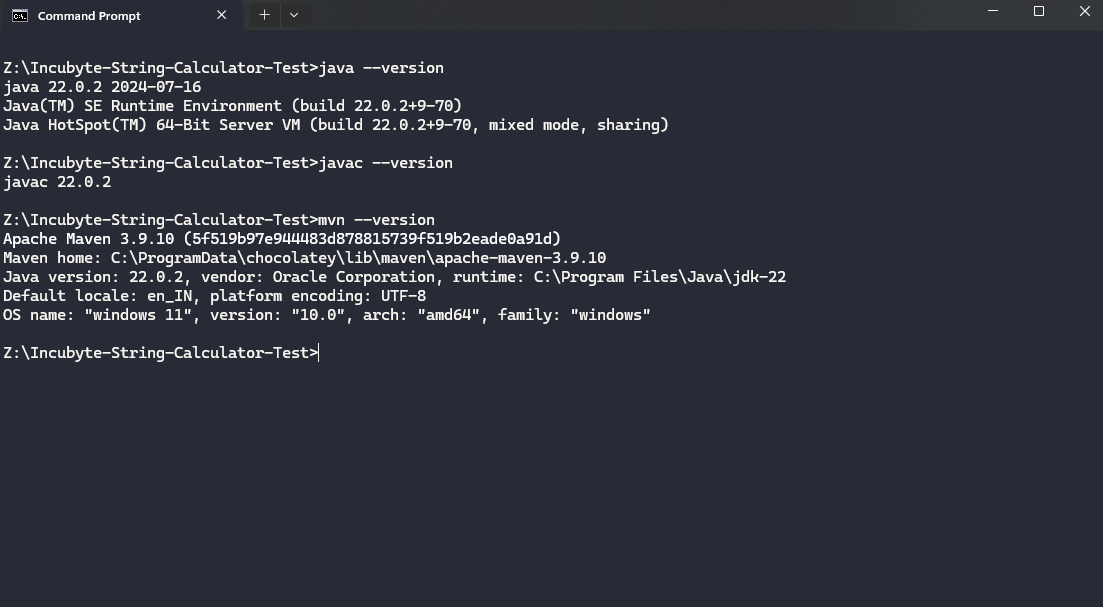 Command Prompt
Z:\Incubyte-String-Calculator-Test>java --version
java 22.0.2 2024-07-16
Java(TM) SE Runtime Environment (build 22.0.2+9-70)
Java HotSpot(TM) 64-Bit Server VM (build 22.0.2+9-70, mixed mode, sharing)
Z:\Incubyte-String-Calculator-Test>javac --version
javac 22.0.2
Z:\Incubyte-String-Calculator-Test>mvn --version
Apache Maven 3.9.10 (5f519b97e944483d878815739f519b2eade0a91d)
Maven home: C:\ProgramData\chocolatey\lib\maven\apache-maven-3.9.10
Java version: 22.0.2, vendor: Oracle Corporation, runtime: C:\Program Files\Java\jdk-22
Default locale: en_IN, platform encoding: UTF-8
OS name: "windows 11", version: "10.0", arch: "amd64", family: "windows"
Z:\Incubyte-String-Calculator-Test>